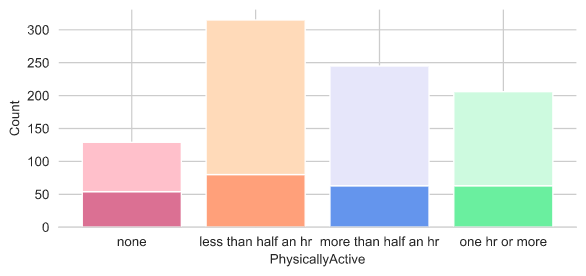 300
250
200
150
100
50
0
Count
none
less than half an hr
more than half an hr
one hr or more
PhysicallyActive